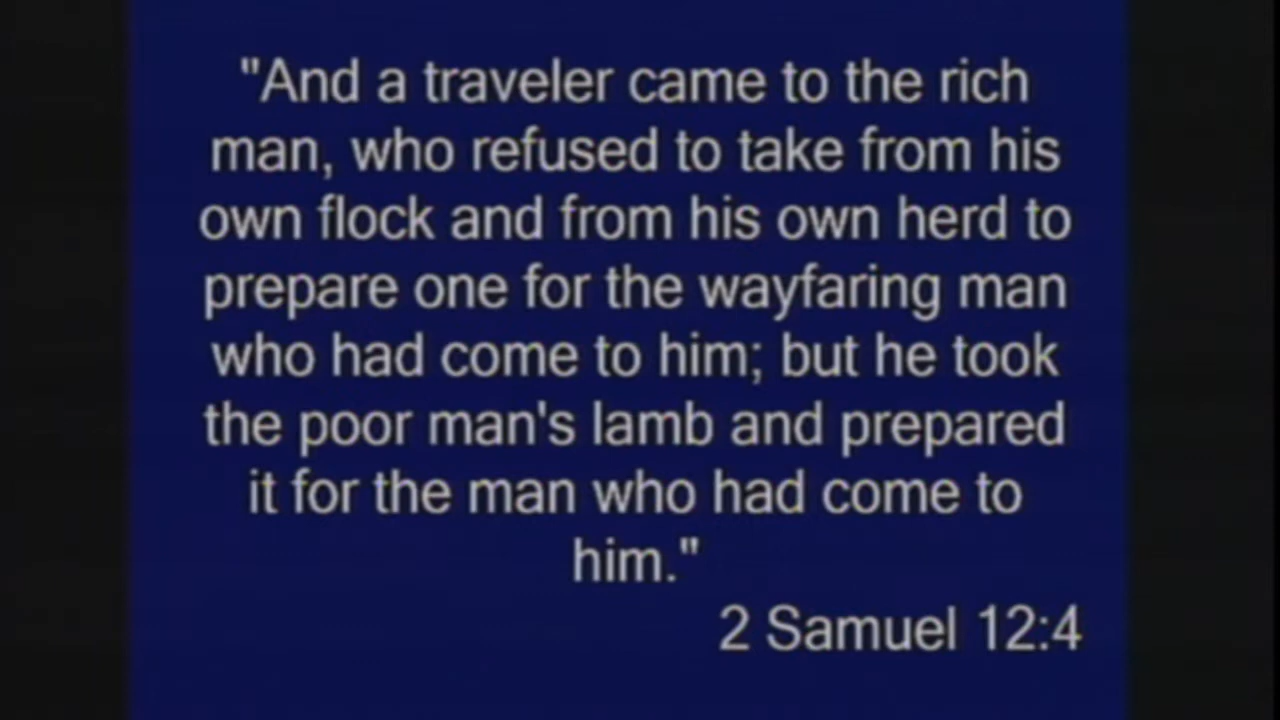 "And a traveler came to the rich
man, who refused to take from his
own flock and from his own herd to
prepare one for the wayfaring man
who had come to him; but he took
the poor man's lamb and prepared
it for the man who had come to
him."
2 Samuel 12:4